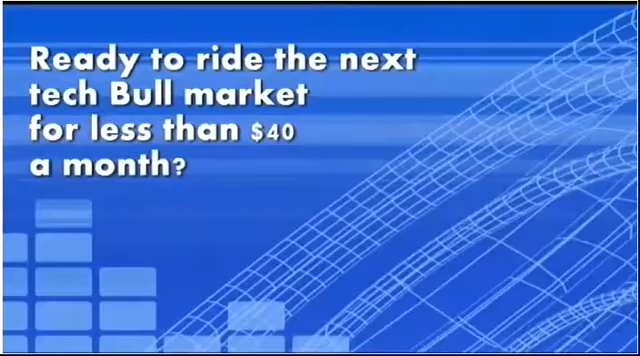 Ready to ride the next
tech Bull market
for less than $40
a month?